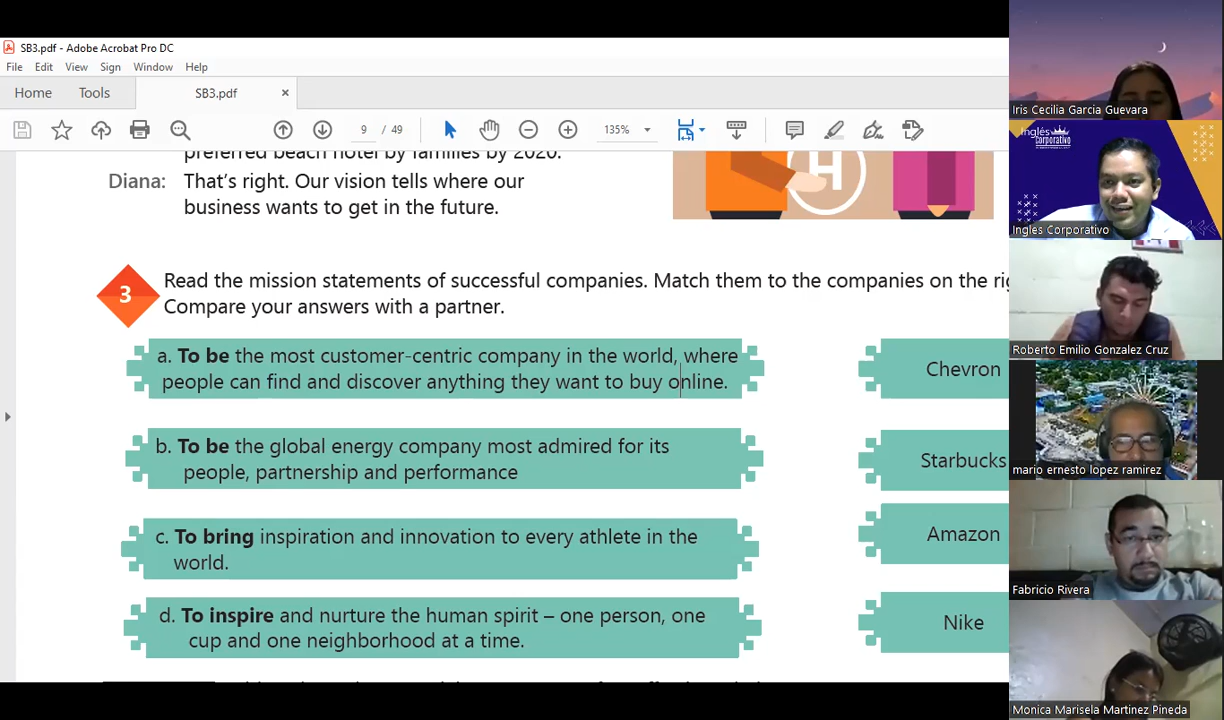 SB3.pdf - Adobe Acrobat Pro DC
File Edit View Sign Window Help
Home Tools SB3.pdf ×
9 / 49 135%
preferred beach hotel by families by 2020.
Diana: That's right. Our vision tells where our
business wants to get in the future.
H
3 Read the mission statements of successful companies. Match them to the companies on the
Compare your answers with a partner.
a. To be the most customer-centric company in the world, where
people can find and discover anything they want to buy online.
Chevron
b. To be the global energy company most admired for its
people, partnership and performance
Starbucks
c. To bring inspiration and innovation to every athlete in the
world.
Amazon
d. To inspire and nurture the human spirit – one person, one
cup and one neighborhood at a time.
Nike
Iris Cecilia Garcia Guevara
Inglés
Corporativo
Inglés Corporativo
Roberto Emilio Gonzalez Cruz
mario ernesto lopez ramirez
Fabricio Rivera
Monica Marisela Martinez Pineda